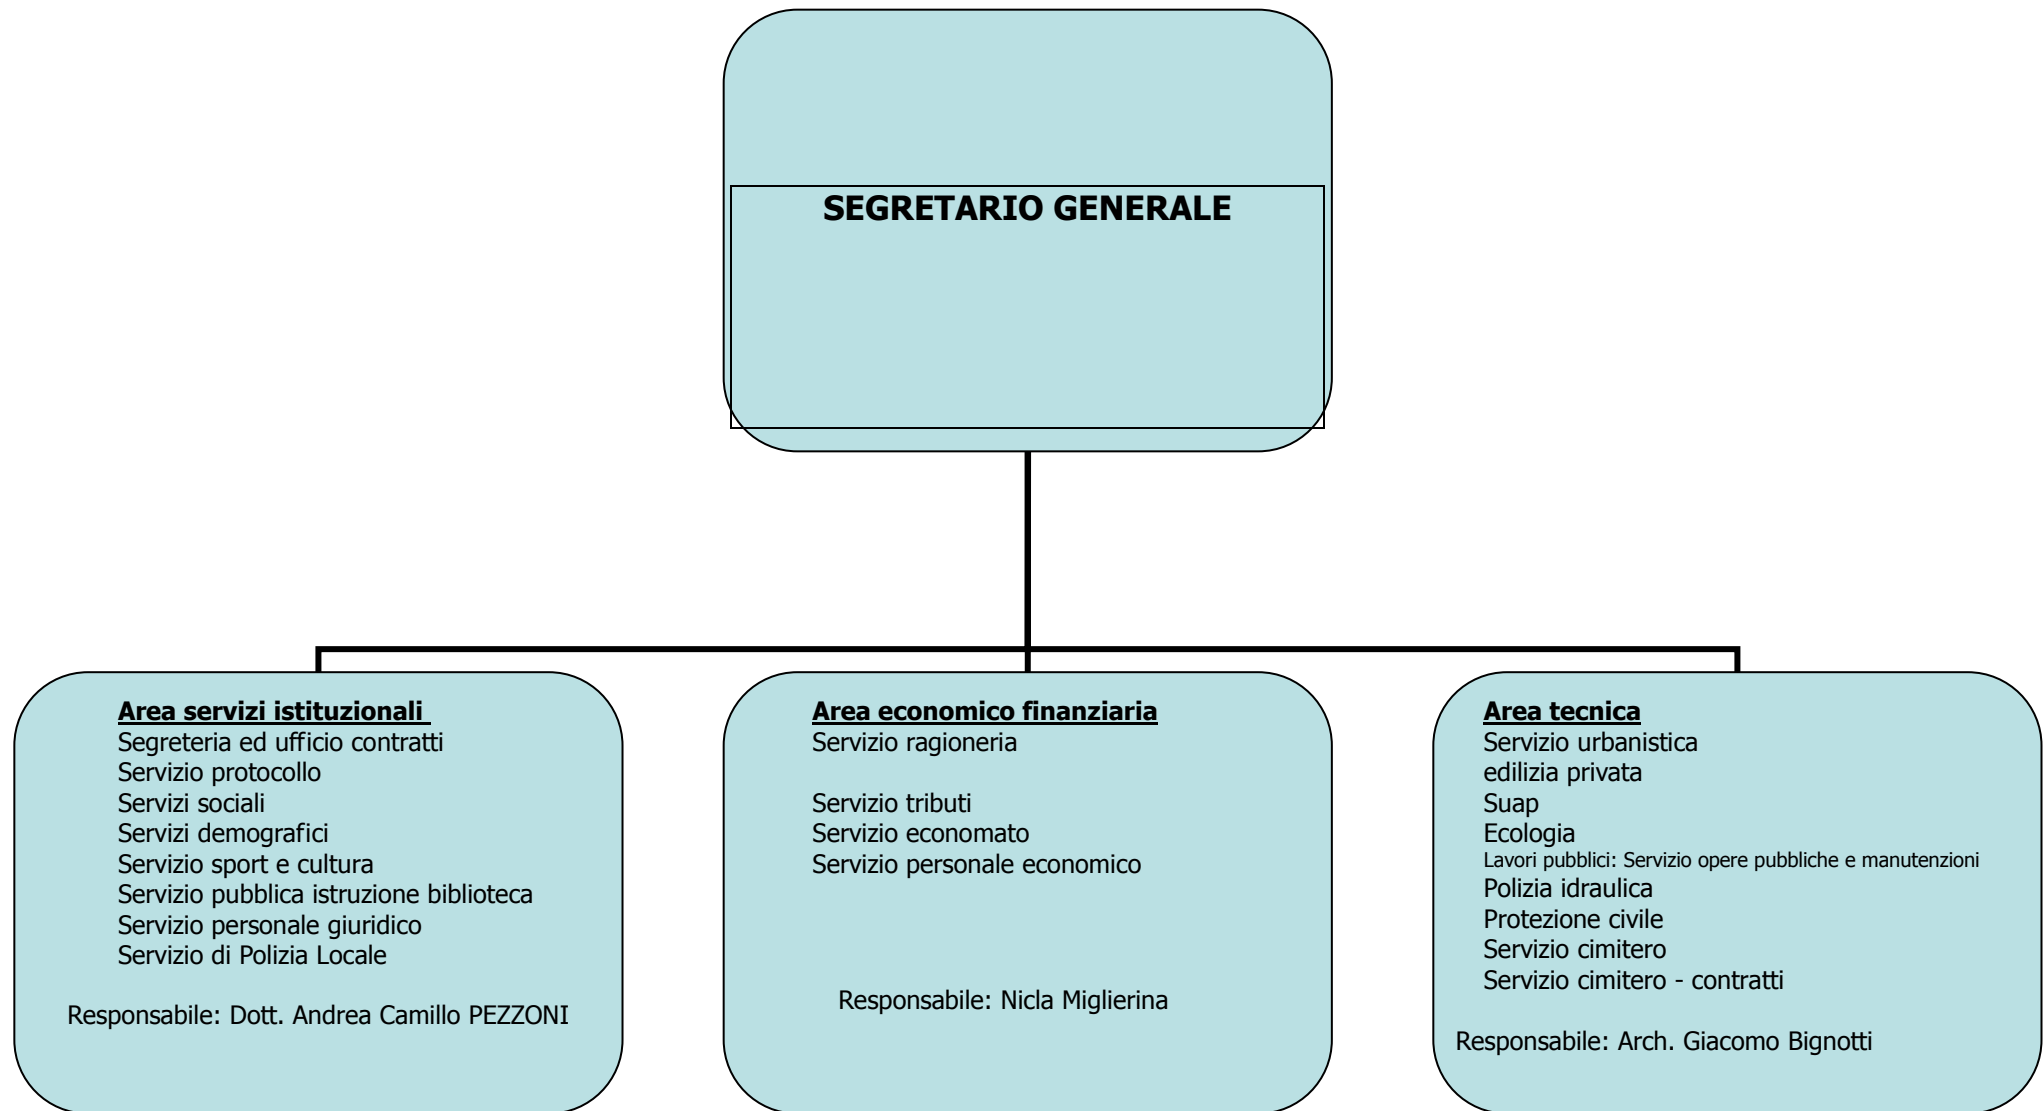 SEGRETARIO GENERALE
Area servizi istituzionali
Segreteria ed ufficio contratti
Servizio protocollo
Servizi sociali
Servizi demografici
Servizio sport e cultura
Servizio pubblica istruzione biblioteca
Servizio personale giuridico
Servizio di Polizia Locale
Responsabile: Dott. Andrea Camillo PEZZONI
Area economico finanziaria
Servizio ragioneria
Servizio tributi
Servizio economato
Servizio personale economico
Responsabile: Nicla Miglierina
Area tecnica
Servizio urbanistica
edilizia privata
Suap
Ecologia
Lavori pubblici: Servizio opere pubbliche e manutenzioni
Polizia idraulica
Protezione civile
Servizio cimitero
Servizio cimitero - contratti
Responsabile: Arch. Giacomo Bignotti